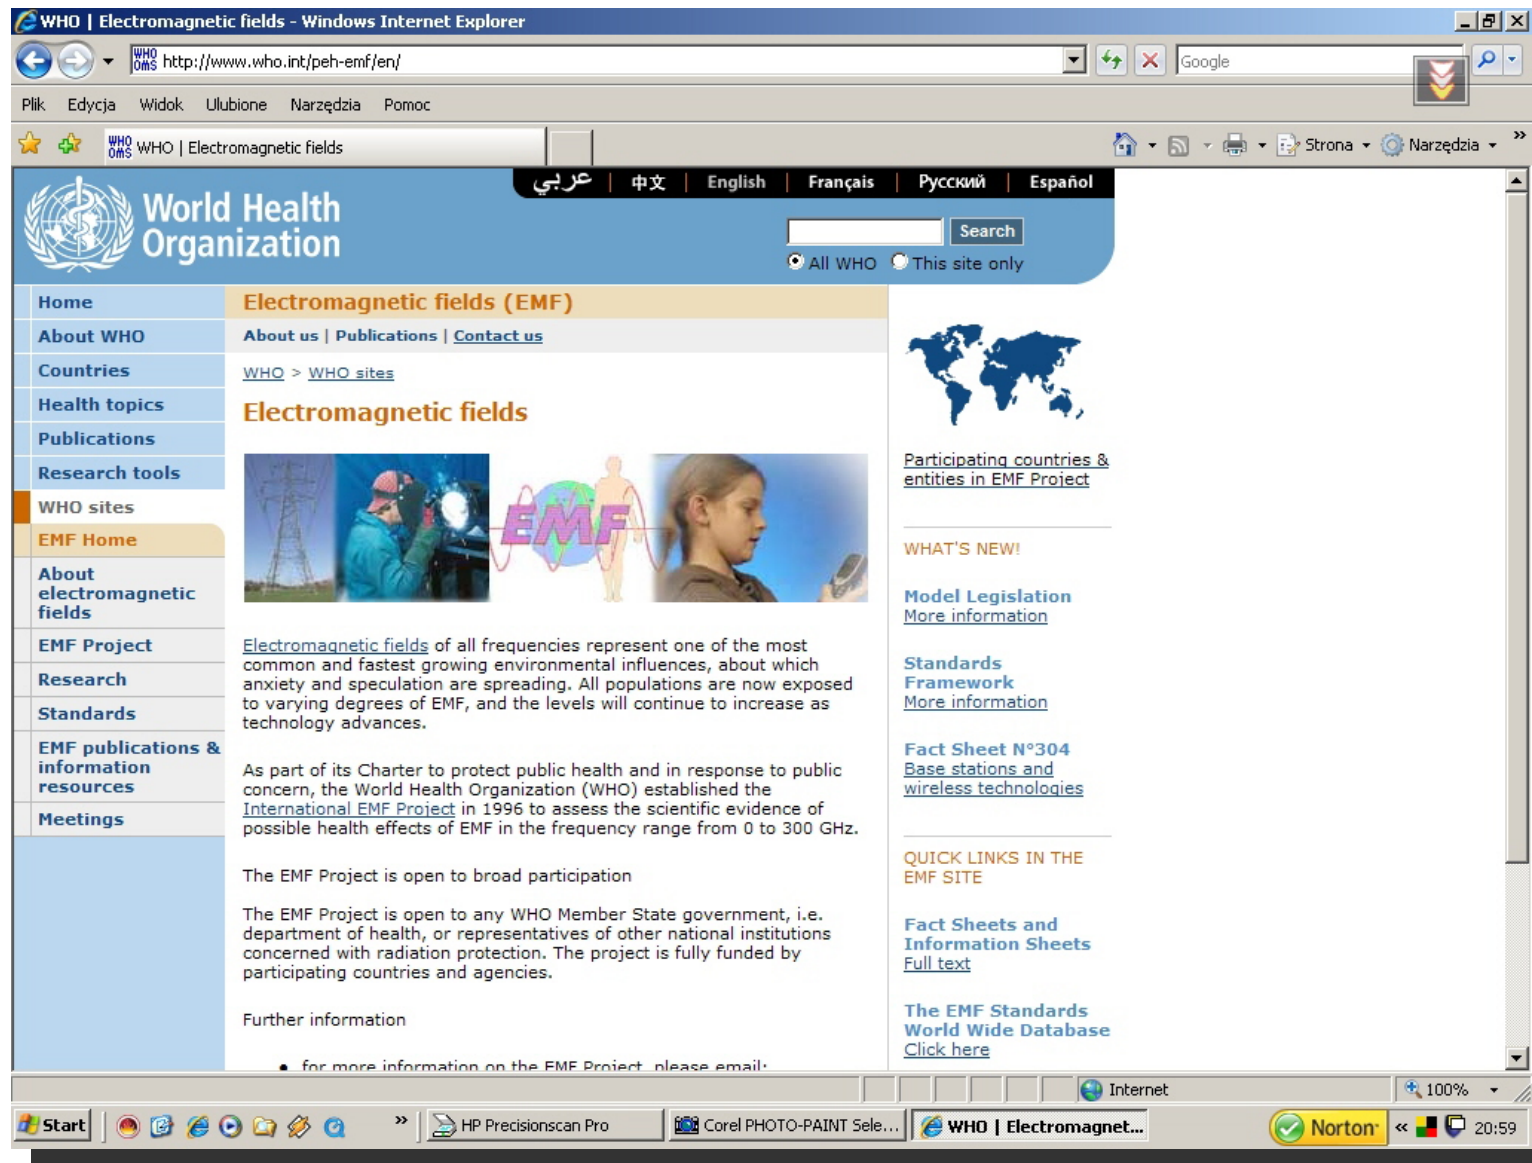 WHO | Electromagnetic fields - Windows Internet Explorer
WHO OMS http://www.who.int/peh-emf/en/
Google
Plik Edycja Widok Ulubione Narzędzia Pomoc
WHO OMS WHO | Electromagnetic fields
Strona Narzędzia »
عربي | 中文 | English | Français | Русский | Español
World Health
Organization
Search
All WHO This site only
Home
About WHO
Countries
Health topics
Publications
Research tools
WHO sites
EMF Home
About
electromagnetic
fields
EMF Project
Research
Standards
EMF publications &
information
resources
Meetings
Electromagnetic fields (EMF)
About us | Publications | Contact us
WHO > WHO sites
Electromagnetic fields
EMF
Electromagnetic fields of all frequencies represent one of the most
common and fastest growing environmental influences, about which
anxiety and speculation are spreading. All populations are now exposed
to varying degrees of EMF, and the levels will continue to increase as
technology advances.
As part of its Charter to protect public health and in response to public
concern, the World Health Organization (WHO) established the
International EMF Project in 1996 to assess the scientific evidence of
possible health effects of EMF in the frequency range from 0 to 300 GHz.
The EMF Project is open to broad participation
The EMF Project is open to any WHO Member State government, i.e.
department of health, or representatives of other national institutions
concerned with radiation protection. The project is fully funded by
participating countries and agencies.
Further information
• for more information on the EMF Project, please email:
Participating countries &
entities in EMF Project
WHAT'S NEW!
Model Legislation
More information
Standards
Framework
More information
Fact Sheet N°304
Base stations and
wireless technologies
QUICK LINKS IN THE
EMF SITE
Fact Sheets and
Information Sheets
Full text
The EMF Standards
World Wide Database
Click here
Internet 100%
Start » HP Precisionscan Pro Corel PHOTO-PAINT Sele... WHO | Electromagnet... Norton « 20:59